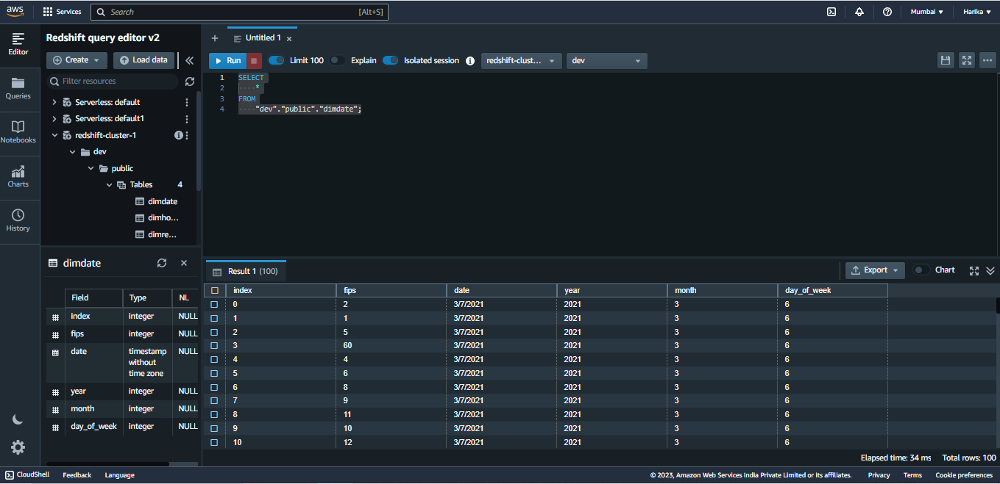 aws Services Search [Alt+S] Mumbai ▼ Harika ▼
Editor
Queries
Notebooks
Charts
History
Redshift query editor v2
Create Load data
Filter resources
Serverless: default
Serverless: default1
redshift-cluster-1
dev
public
Tables 4
dimdate
dimho...
dimre...
dimdate
Field Type NL
index integer NULL
fips integer NULL
date timestamp NULL
without
time zone
year integer NULL
month integer NULL
day_of_week integer NULL
+ Untitled 1 ×
Run Limit 100 Explain Isolated session redshift-clust... dev
1 SELECT
2 *
3 FROM
4 "dev"."public"."dimdate";
Result 1 (100) Export Chart
index fips date year month day_of_week
0 2 3/7/2021 2021 3 6
1 1 3/7/2021 2021 3 6
2 5 3/7/2021 2021 3 6
3 60 3/7/2021 2021 3 6
4 4 3/7/2021 2021 3 6
5 6 3/7/2021 2021 3 6
6 8 3/7/2021 2021 3 6
7 9 3/7/2021 2021 3 6
8 11 3/7/2021 2021 3 6
9 10 3/7/2021 2021 3 6
10 12 3/7/2021 2021 3 6
Elapsed time: 34 ms Total rows: 100
CloudShell Feedback Language © 2023, Amazon Web Services India Private Limited or its affiliates. Privacy Terms Cookie preferences